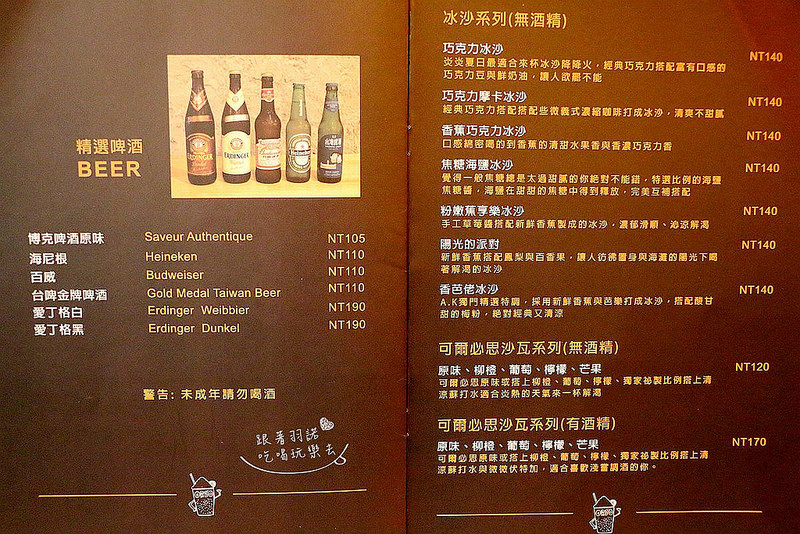 精選啤酒
BEER
博克啤酒原味 Saveur Authentique NT105
海尼根 Heineken NT110
百威 Budweiser NT110
台啤金牌啤啤酒 Gold Medal Taiwan Beer NT110
愛丁格白 Erdinger Weibbier NT190
愛丁格黑 Erdinger Dunkel NT190
警告: 未成年請勿喝酒
跟著羽諾
吃喝玩樂去
冰沙系列(無酒精)
巧克力冰沙 NT140
炎炎夏日最適合來杯冰沙降降火，經典巧克力搭配富有口感的
巧克力豆與鮮奶油，讓人欲罷不能
巧克力摩卡冰沙 NT140
經典巧克力搭配搭配些微義式濃縮咖啡打成冰沙，清爽不甜膩
香蕉巧克力冰沙 NT140
口感綿密喝的到香蕉的清甜水果香與香濃巧克力香
焦糖海鹽冰沙 NT140
覺得一般焦糖總是太過甜膩的你絕對不能錯，特選比例的海鹽
焦糖醬，海鹽在甜甜的焦糖中得到釋放，完美互補搭配
粉嫩蕉享樂冰沙 NT140
手工草莓醬搭配新鮮香蕉製成的冰沙，濃郁滑順、沁涼解渴
陽光的派對 NT140
新鮮香蕉搭配鳳梨與百香果，讓人彷彿置身與海灘的陽光下喝
著解渴的冰沙
香芭佬冰沙 NT140
A.K獨門精選特調，採用新鮮香蕉與芭樂打成冰沙，搭配酸甘
甜的梅粉，絕對經典又清涼
可爾必思沙瓦系列(無酒精)
原味、柳橙、葡萄、檸檬、芒果 NT120
可爾必思原味或搭上柳橙、葡萄、檸檬、獨家祕製比例搭上清
涼蘇打水適合炎熱的天氣來一杯解渴
可爾必思沙瓦系列(有酒精)
原味、柳橙、葡萄、檸檬、芒果 NT170
可爾必思原味或搭上柳橙、葡萄、檸檬、獨家祕製比例搭上清
涼蘇打水與微微伏特加，適合喜歡淺嘗調酒的你。